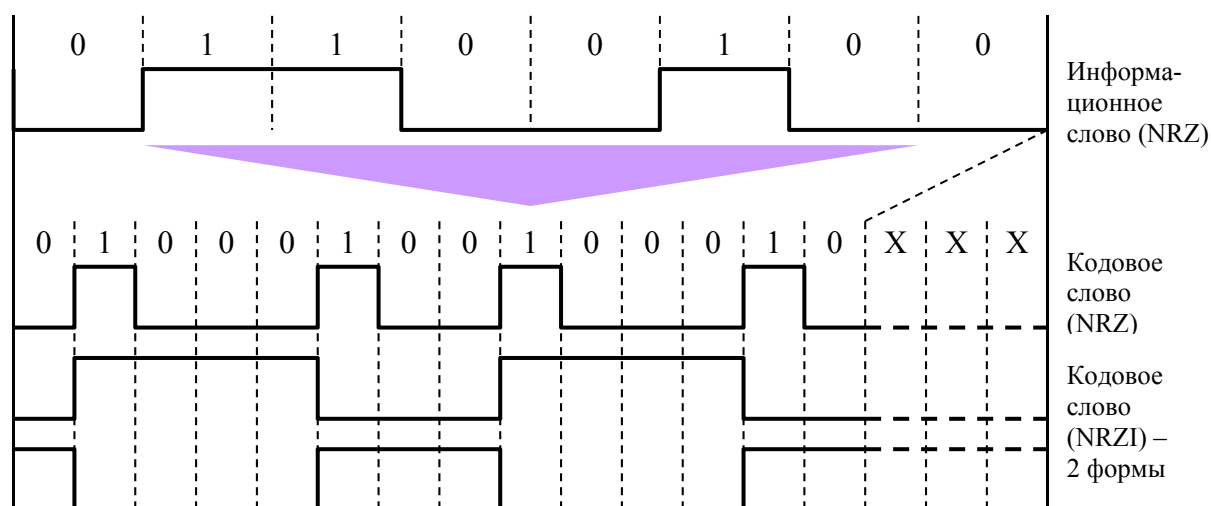 0 1 1 0 0 1 0 0
Информа-
ционное
слово (NRZ)
0 1 0 0 0 1 0 0 1 0 0 0 1 0 X X X
Кодовое
слово
(NRZ)
Кодовое
слово
(NRZI) –
2 формы